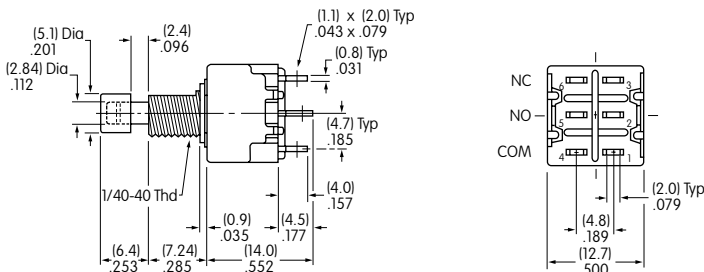 (5.1) Dia
.201
(2.84) Dia
.112
(2.4)
.096
(1.1) x (2.0) Typ
.043 x .079
(0.8) Typ
.031
(4.7) Typ
.185
(4.0)
.157
1/40-40 Thd
(0.9)
.035
(4.5)
.177
(6.4)
.253
(7.24)
.285
(14.0)
.552
NC
6
3
NO
5
2
COM
4
1
(2.0) Typ
.079
(4.8)
.189
(12.7)
.500